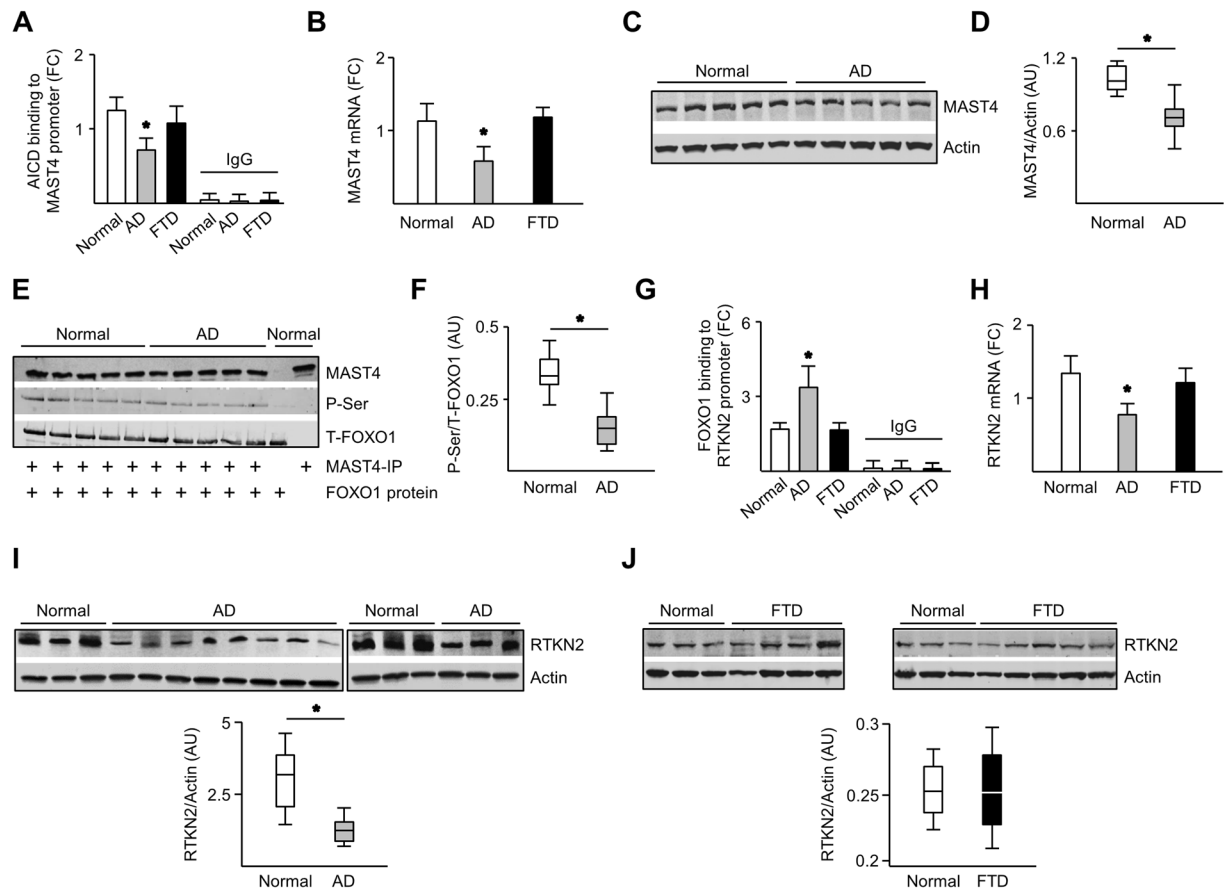 A
AICD binding to
MAST4 promoter (FC)
2
1
*
IgG
Normal
AD
FTD
Normal
AD
FTD
B
MAST4 mRNA (FC)
2
1
*
Normal AD FTD
C
Normal AD
MAST4
Actin
D
MAST4/Actin (AU)
1.2
0.6
*
Normal AD
E
Normal AD Normal
MAST4
P-Ser
T-FOXO1
+ + + + + + + + + + + MAST4-IP
+ + + + + + + + + + + FOXO1 protein
F
P-Ser/T-FOXO1 (AU)
0.5
0.25
*
Normal AD
G
FOXO1 binding to
RTKN2 promoter (FC)
6
3
*
IgG
Normal
AD
FTD
Normal
AD
FTD
H
RTKN2 mRNA (FC)
2
1
*
Normal AD FTD
I
Normal AD Normal AD
RTKN2
Actin
RTKN2/Actin (AU)
5
2.5
*
Normal AD
J
Normal FTD Normal FTD
RTKN2
Actin
RTKN2/Actin (AU)
0.3
0.25
0.2
Normal FTD